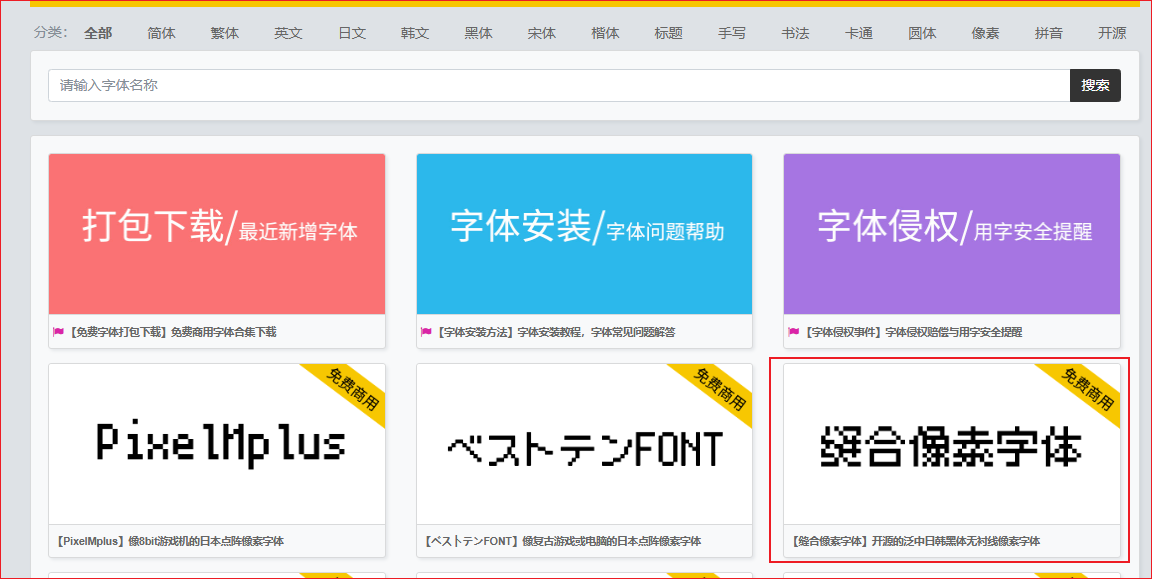 分类： 全部 简体 繁体 英文 日文 韩文 黑体 宋体 楷体 标题 手写 书法 卡通 圆体 像素 拼音 开源
请输入字体名称 搜索
打包下载/最近新增字体
字体安装/字体问题帮助
字体侵权/用字安全提醒
【免费字体打包下载】免费商用字体合集下载
【字体安装方法】字体安装教程，字体常见问题解答
【字体侵权事件】字体侵权赔偿与用字安全提醒
免费商用
PixelMplus
免费商用
ベストテンFONT
免费商用
缝合像素字体
【PixelMplus】像8bit游戏机的日本点阵像素字体
【ベストテンFONT】像复古游戏或电脑的日本点阵像素字体
【缝合像素字体】开源的泛中日韩黑体无衬线像素字体